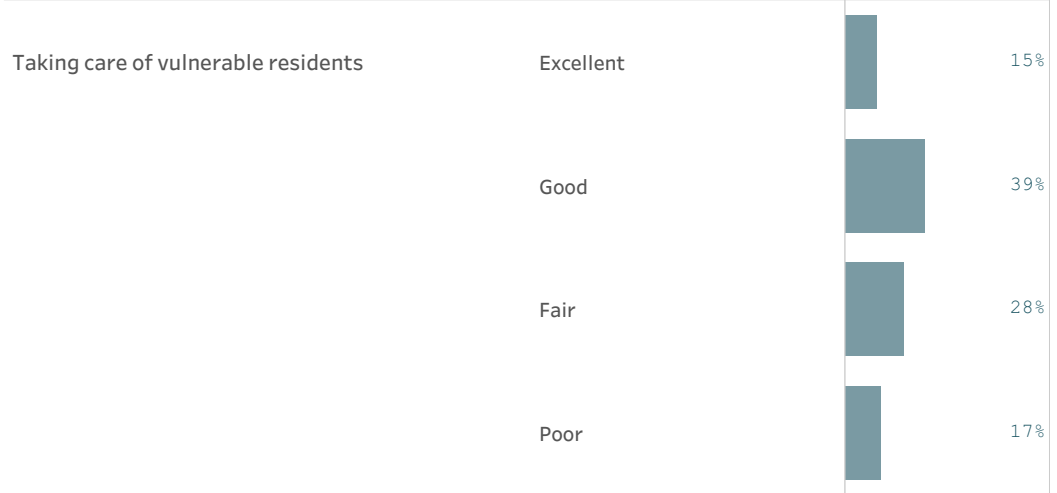 Taking care of vulnerable residents Excellent 15%
Good 39%
Fair 28%
Poor 17%